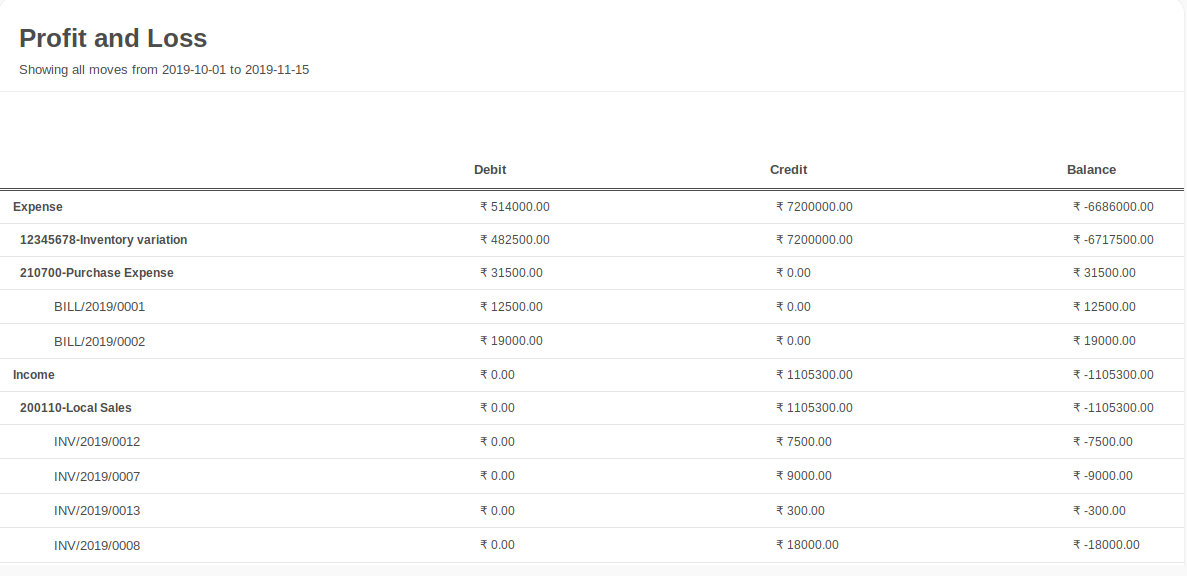 Profit and Loss
Showing all moves from 2019-10-01 to 2019-11-15
Debit Credit Balance
Expense ₹ 514000.00 ₹ 7200000.00 ₹ -6686000.00
12345678-Inventory variation ₹ 482500.00 ₹ 7200000.00 ₹ -6717500.00
210700-Purchase Expense ₹ 31500.00 ₹ 0.00 ₹ 31500.00
BILL/2019/0001 ₹ 12500.00 ₹ 0.00 ₹ 12500.00
BILL/2019/0002 ₹ 19000.00 ₹ 0.00 ₹ 19000.00
Income ₹ 0.00 ₹ 1105300.00 ₹ -1105300.00
200110-Local Sales ₹ 0.00 ₹ 1105300.00 ₹ -1105300.00
INV/2019/0012 ₹ 0.00 ₹ 7500.00 ₹ -7500.00
INV/2019/0007 ₹ 0.00 ₹ 9000.00 ₹ -9000.00
INV/2019/0013 ₹ 0.00 ₹ 300.00 ₹ -300.00
INV/2019/0008 ₹ 0.00 ₹ 18000.00 ₹ -18000.00